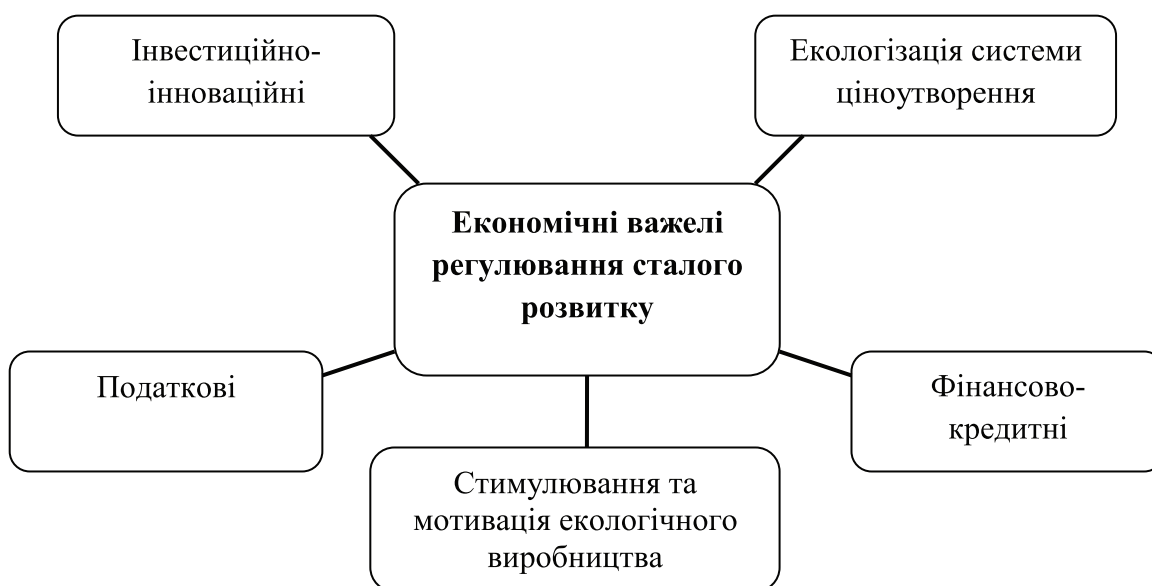 Інвестиційно-
інноваційні
Екологізація системи
ціноутворення
Економічні важелі
регулювання сталого
розвитку
Податкові
Фінансово-
кредитні
Стимулювання та
мотивація екологічного
виробництва